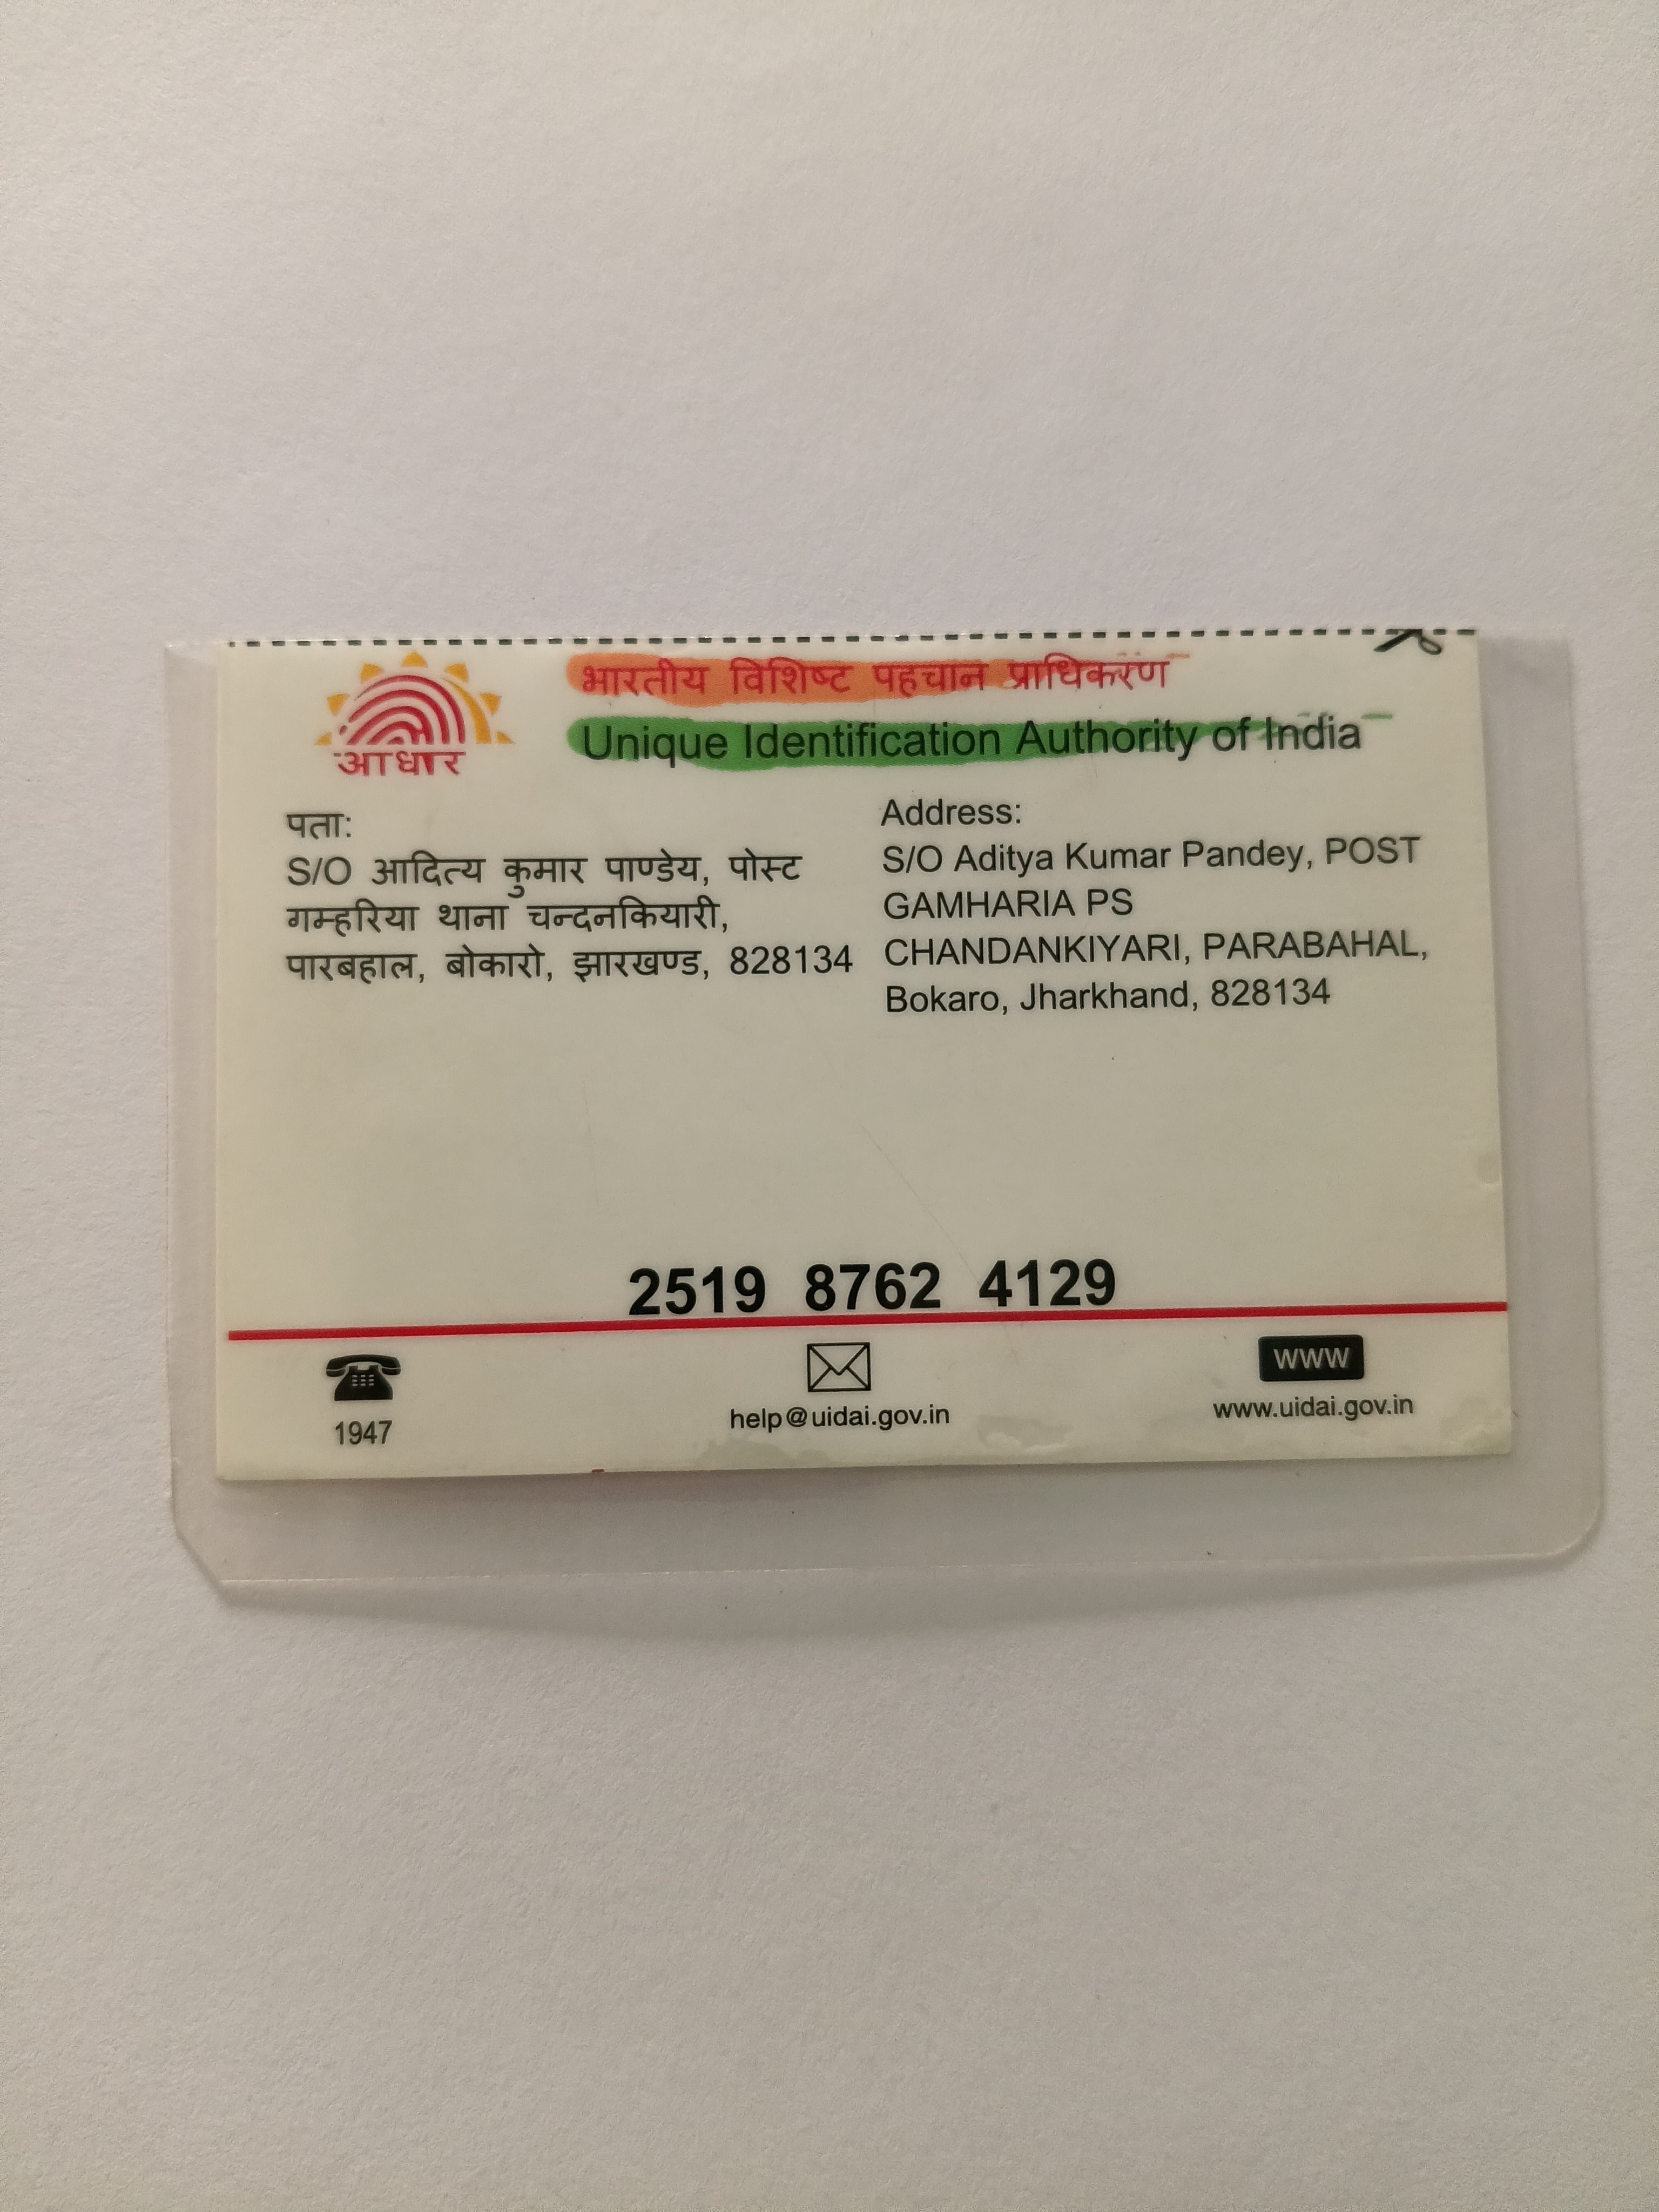 आधार
भारतीय विशिष्ट पहचान प्राधिकरण
Unique Identification Authority of India
पता:
S/O आदित्य कुमार पाण्डेय, पोस्ट
गम्हरिया थाना चन्दनकियारी,
पारबहाल, बोकारो, झारखण्ड, 828134
Address:
S/O Aditya Kumar Pandey, POST
GAMHARIA PS
CHANDANKIYARI, PARABAHAL,
Bokaro, Jharkhand, 828134
2519 8762 4129
1947
help@uidai.gov.in
WWW
www.uidai.gov.in